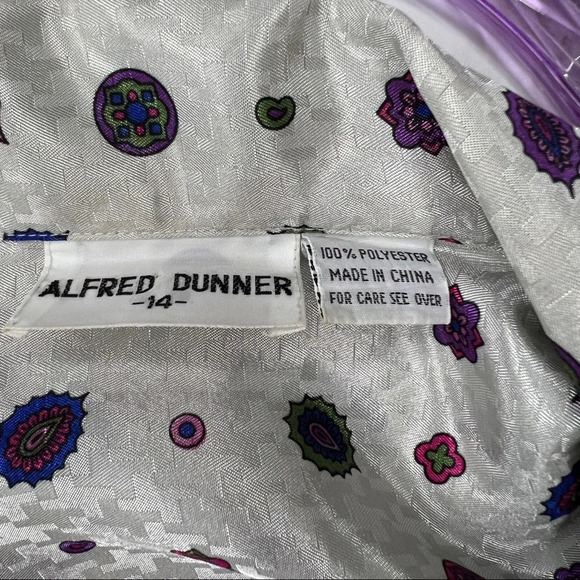 ALFRED DUNNER
-14-
100% POLYESTER
MADE IN CHINA
FOR CARE SEE OVER